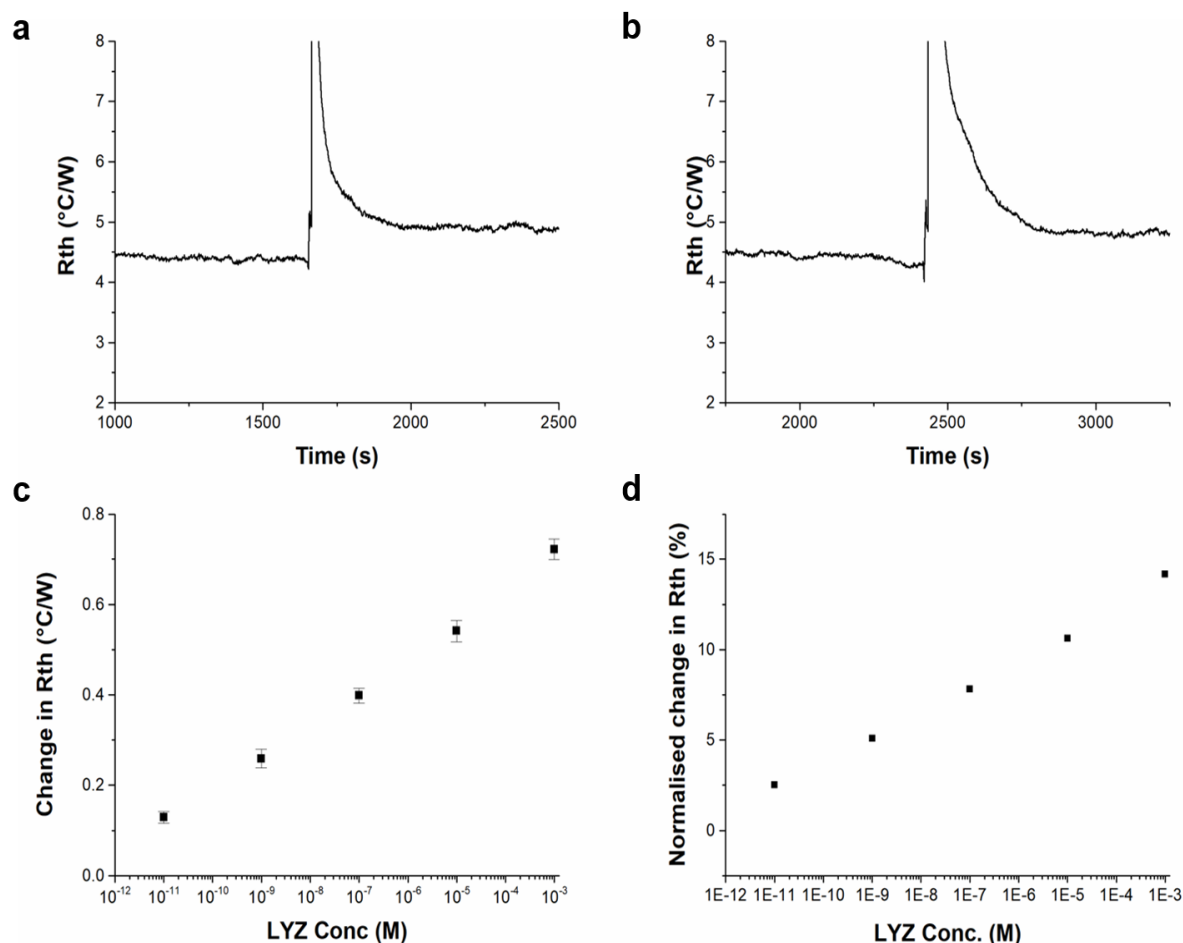 a
8
7
6
5
4
3
2
Rth (°C/W)
1000 1500 2000 2500
Time (s)
b
8
7
6
5
4
3
2
Rth (°C/W)
2000 2500 3000
Time (s)
c
0.8
0.6
0.4
0.2
0.0
Change in Rth (°C/W)
10⁻¹² 10⁻¹¹ 10⁻¹⁰ 10⁻⁹ 10⁻⁸ 10⁻⁷ 10⁻⁶ 10⁻⁵ 10⁻⁴ 10⁻³
LYZ Conc (M)
d
15
10
5
0
Normalised change in Rth (%)
1E-12 1E-11 1E-10 1E-9 1E-8 1E-7 1E-6 1E-5 1E-4 1E-3
LYZ Conc. (M)